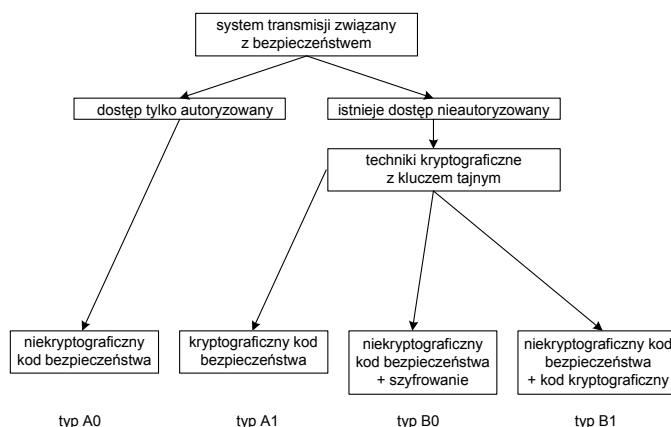 system transmisji związany
z bezpieczeństwem
dostęp tylko autoryzowany
istnieje dostęp nieautoryzowany
techniki kryptograficzne
z kluczem tajnym
niekryptograficzny
kod bezpieczeństwa
kryptograficzny kod
bezpieczeństwa
niekryptograficzny
kod bezpieczeństwa
+ szyfrowanie
niekryptograficzny kod
bezpieczeństwa
+ kod kryptograficzny
typ A0
typ A1
typ B0
typ B1